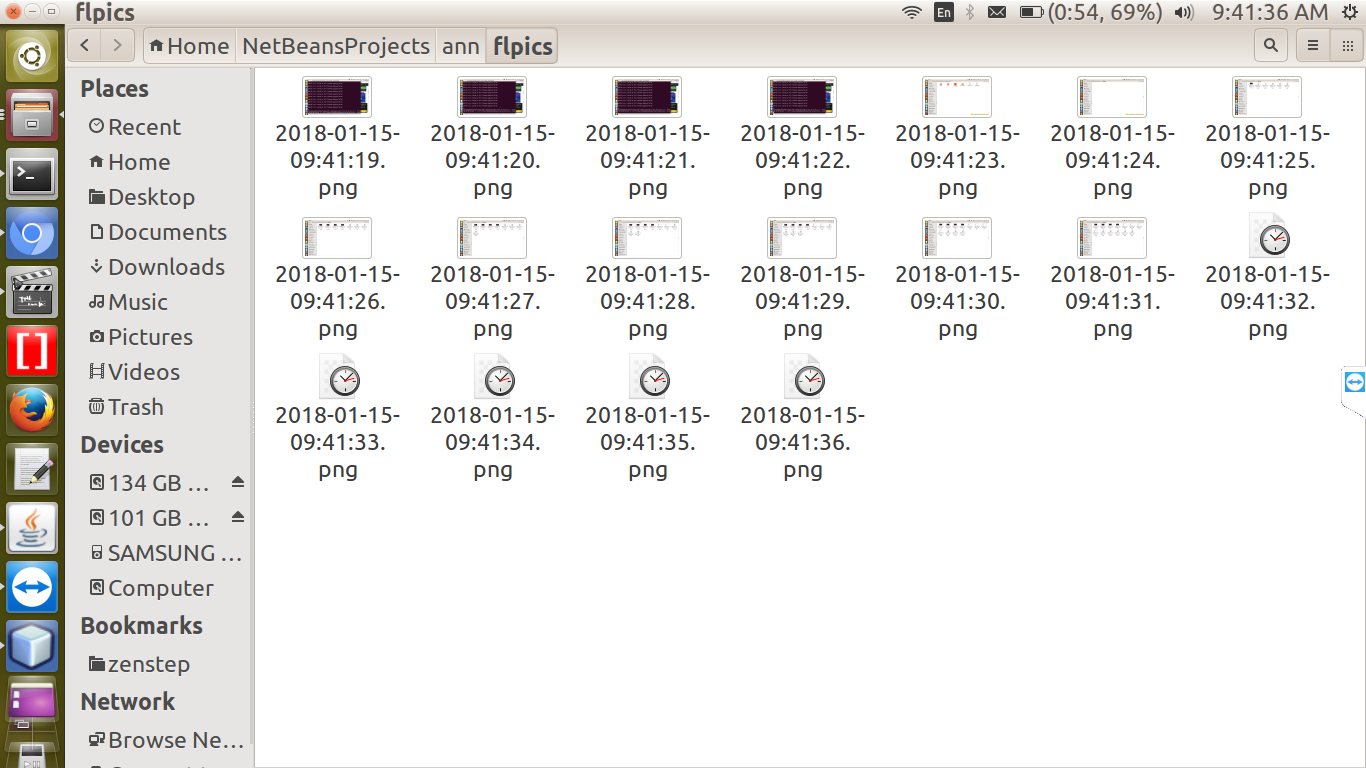 flpics
En
(0:54, 69%)
9:41:36 AM
Home
NetBeansProjects
ann
flpics
Places
Recent
Home
Desktop
Documents
Downloads
Music
Pictures
Videos
Trash
Devices
134 GB ...
101 GB ...
SAMSUNG ...
Computer
Bookmarks
zenstep
Network
Browse Ne...
2018-01-15-
09:41:19.
png
2018-01-15-
09:41:20.
png
2018-01-15-
09:41:21.
png
2018-01-15-
09:41:22.
png
2018-01-15-
09:41:23.
png
2018-01-15-
09:41:24.
png
2018-01-15-
09:41:25.
png
2018-01-15-
09:41:26.
png
2018-01-15-
09:41:27.
png
2018-01-15-
09:41:28.
png
2018-01-15-
09:41:29.
png
2018-01-15-
09:41:30.
png
2018-01-15-
09:41:31.
png
2018-01-15-
09:41:32.
png
2018-01-15-
09:41:33.
png
2018-01-15-
09:41:34.
png
2018-01-15-
09:41:35.
png
2018-01-15-
09:41:36.
png